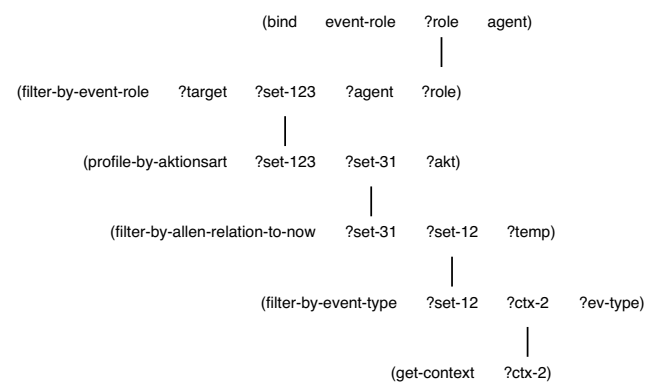 (bind event-role ?role agent)
(filter-by-event-role ?target ?set-123 ?agent ?role)
(profile-by-aktionsart ?set-123 ?set-31 ?akt)
(filter-by-allen-relation-to-now ?set-31 ?set-12 ?temp)
(filter-by-event-type ?set-12 ?ctx-2 ?ev-type)
(get-context ?ctx-2)